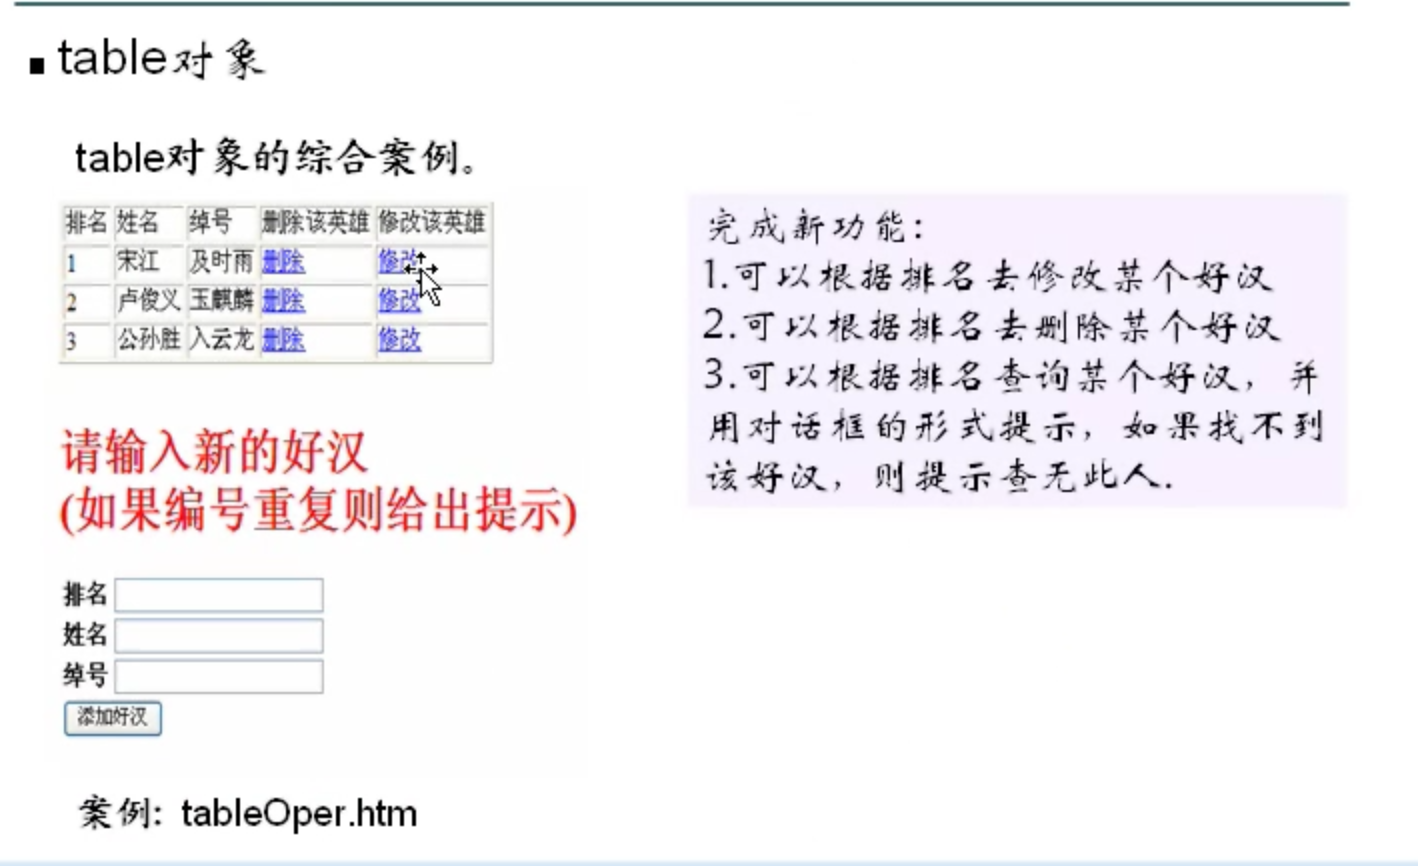 table对象
table对象的综合案例。
排名 姓名 绰号 删除该英雄 修改该英雄
1 宋江 及时雨 删除 修改
2 卢俊义 玉麒麟 删除 修改
3 公孙胜 入云龙 删除 修改
请输入新的好汉
(如果编号重复则给出提示)
排名
姓名
绰号
添加好汉
案例: tableOper.htm
完成新功能:
1.可以根据排名去修改某个好汉
2.可以根据排名去删除某个好汉
3.可以根据排名查询某个好汉, 并
用对话框的形式提示, 如果找不到
该好汉, 则提示查无此人.